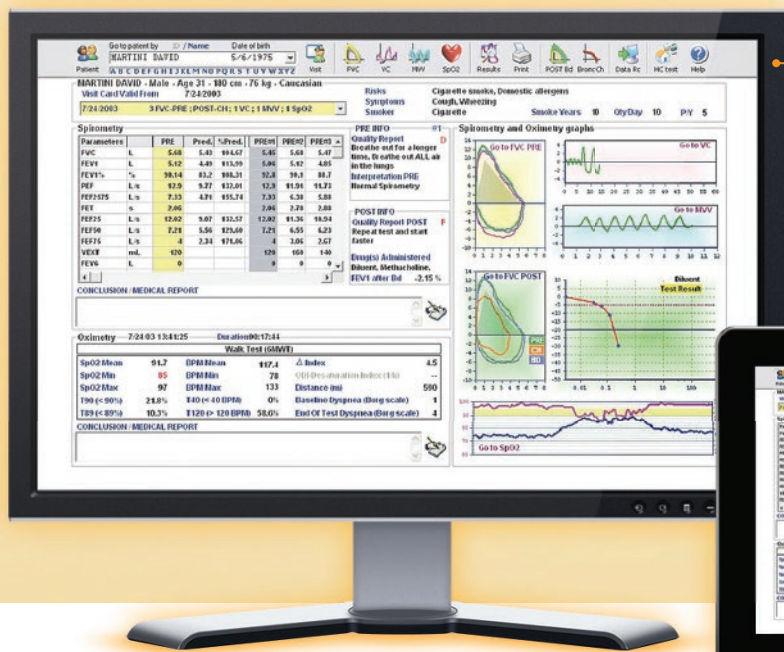 Go to patient by ID / Name Date of birth
MARTINI DAVID 5/6/1975
Patient A B C D E F G H I J K L M N O P Q R S T U V W X Y Z Visit FVC VC MVV SpO2 Results Print POST Bd Bronc Ch Data Rc NC test Help
MARTINI DAVID - Male - Age 31 - 180 cm - 76 kg - Caucasian
Visit Card Valid From 7/24/2003
7/24/2003 3 FVC-PRE ; POST-CH ; 1 VC ; 1 MVV ; 1 SpO2
Risks Cigarette smoke, Domestic allergens
Symptoms Cough, Wheezing
Smoker Cigarette Smoke Years 10 Qty/Day 10 P/Y 5
Spirometry
Parameters PRE Pred. %Pred. PRE#1 PRE#2 PRE#3
FVC L 5.68 5.43 104,67 5.46 5.68 5.47
FEV1 L 5.12 4.49 113,99 5.06 5.12 4.85
FEV1% % 90.14 83.2 108,31 92.8 90.1 88.7
PEF L/s 12.9 9.77 132,01 12.9 11.91 11.73
FEF2575 L/s 7.33 4.71 155,74 7.33 6.38 5.88
FET s 2.06 2.06 2.78 2.88
FEF25 L/s 12.02 9.07 132,57 12.02 11.36 10.94
FEF50 L/s 7.21 5.56 129,60 7.21 6.55 6.23
FEF75 L/s 4 2.34 171,06 4 3.06 2.67
VEXT mL 120 120 160 140
FEV6 L 0 0
PRE INFO #1
Quality Report D
Breathe out for a longer
time, Breathe out ALL air
in the lungs
Interpretation PRE
Normal Spirometry
POST INFO
Quality Report POST F
Repeat test and start
faster
Drug(s) Administered
Diluent, Methacholine,
FEV1 after Bd -2.15 %
CONCLUSION / MEDICAL REPORT
Oximetry 7/24/03 13:41:25 Duration 00:17:44
Walk Test (6MWT)
SpO2 Mean 91.7 BPM Mean 117.4 Δ Index 4.5
SpO2 Min 85 BPM Min 78 --
SpO2 Max 97 BPM Max 133 Distance (m) 590
T90 (< 90%) 21.8% T40 (< 40 BPM) 0% Baseline Dyspnea (Borg scale) 1
T89 (< 89%) 10.3% T120 (> 120 BPM) 58.6% End Of Test Dyspnea (Borg scale) 4
CONCLUSION / MEDICAL REPORT
Spirometry and Oximetry graphs
Go to FVC PRE
Go to VC
Go to MVV
Go to FVC POST
PRE
CH
BD
Diluent
Test Result
Go to SpO2